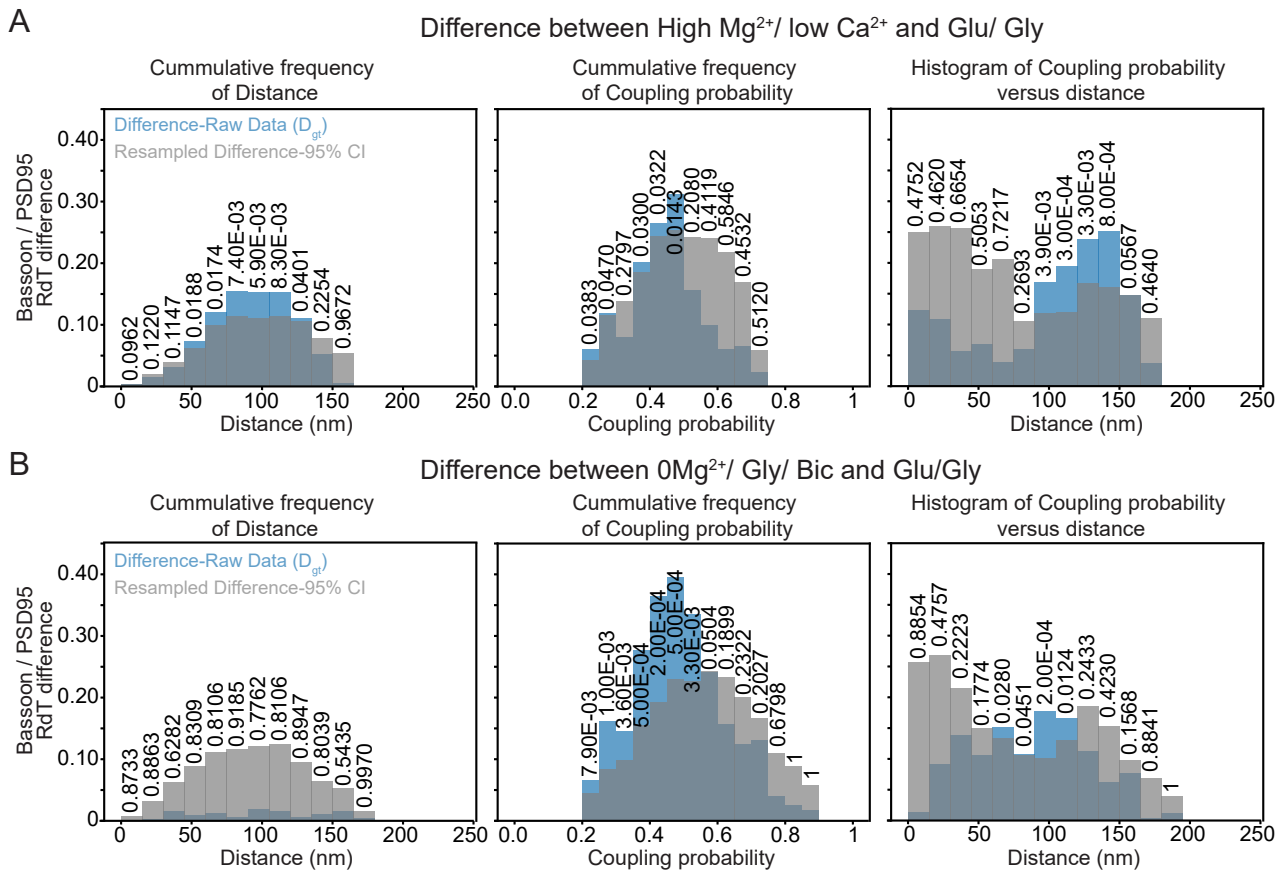 A
Difference between High Mg²⁺/ low Ca²⁺ and Glu/ Gly
Cummulative frequency
of Distance
Cummulative frequency
of Coupling probability
Histogram of Coupling probability
versus distance
Bassoon / PSD95
RdT difference
0.40
0.30
0.20
0.10
0
Difference-Raw Data (D_gt)
Resampled Difference-95% CI
0.0962
0.1220
0.1147
0.0188
0.0174
7.40E-03
5.90E-03
8.30E-03
0.0401
0.2254
0.9672
0 50 100 150 200 250
Distance (nm)
0.0383
0.0470
0.2797
0.0300
0.0322
0.0143
0.2080
0.4119
0.5846
0.4532
0.5120
0.0 0.2 0.4 0.6 0.8 1
Coupling probability
0.4752
0.4620
0.6654
0.5053
0.7217
0.2693
3.90E-03
3.00E-04
3.30E-03
8.00E-04
0.0567
0.4640
0 50 100 150 200 250
Distance (nm)
B
Difference between 0Mg²⁺/ Gly/ Bic and Glu/Gly
Cummulative frequency
of Distance
Cummulative frequency
of Coupling probability
Histogram of Coupling probability
versus distance
Bassoon / PSD95
RdT difference
0.40
0.30
0.20
0.10
0
Difference-Raw Data (D_gt)
Resampled Difference-95% CI
0.8733
0.8863
0.6282
0.8309
0.8106
0.9185
0.7762
0.8106
0.8947
0.8039
0.5435
0.9970
0 50 100 150 200 250
Distance (nm)
7.90E-03
1.00E-03
3.60E-03
5.00E-04
2.00E-04
5.00E-04
3.30E-03
0.0504
0.1899
0.2322
0.2027
0.6798
1
1
0.0 0.2 0.4 0.6 0.8 1
Coupling probability
0.8854
0.4757
0.2223
0.1774
0.0280
0.0451
2.00E-04
0.0124
0.2433
0.4230
0.1568
0.8841
1
0 50 100 150 200 250
Distance (nm)